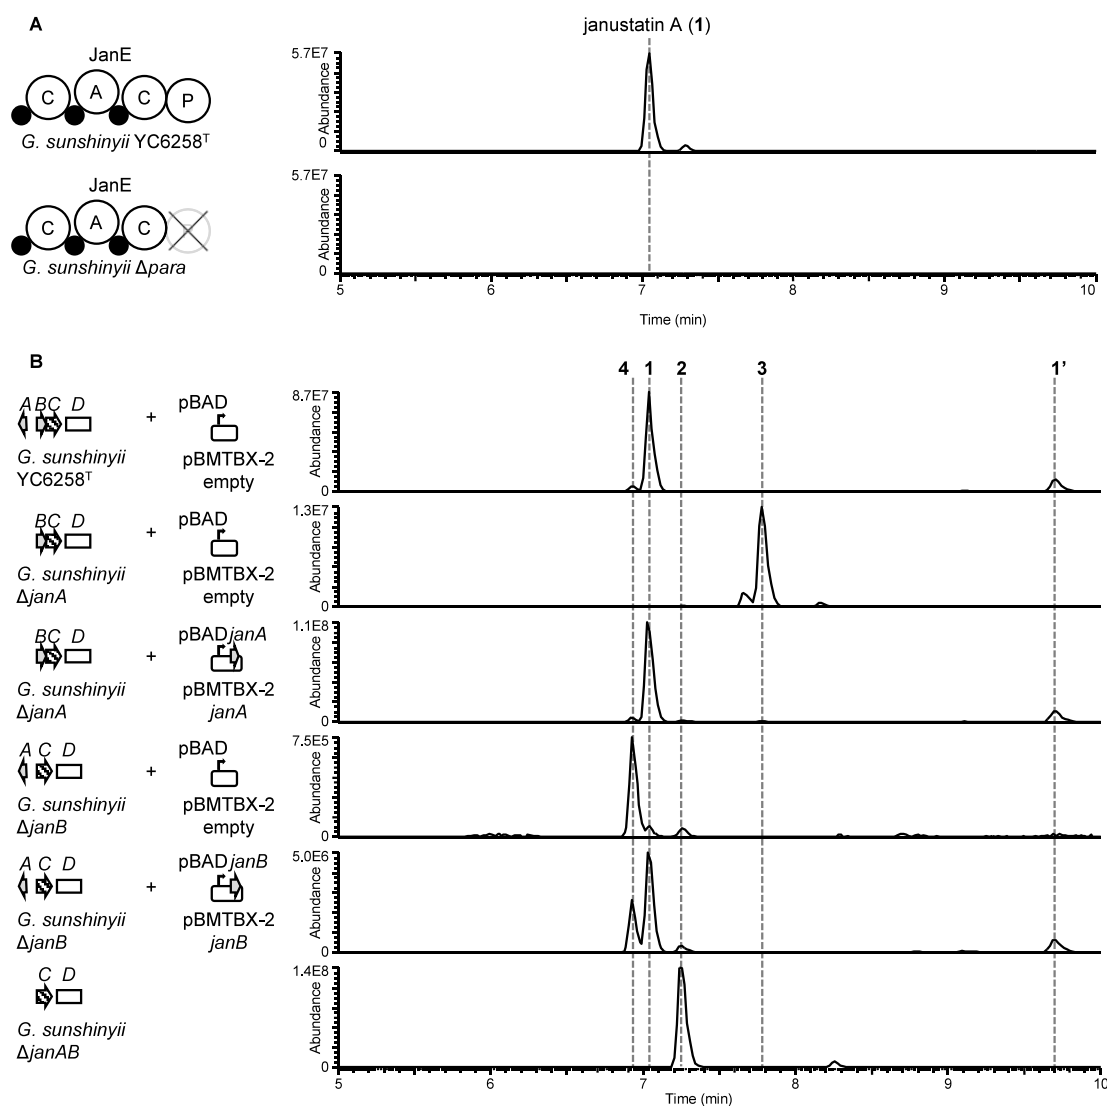 A
janustatin A (1)
JanE
C A C P
G. sunshinyii YC6258ᵀ
5.7E7
Abundance
0
JanE
C A C
G. sunshinyii Δpara
5.7E7
Abundance
0
5 6 7 8 9 10
Time (min)
B
4 1 2 3 1’
A BC D + pBAD
G. sunshinyii
YC6258ᵀ
pBMTBX-2
empty
8.7E7
Abundance
0
BC D + pBAD
G. sunshinyii
ΔjanA
pBMTBX-2
empty
1.3E7
Abundance
0
BC D + pBAD janA
G. sunshinyii
ΔjanA
pBMTBX-2
janA
1.1E8
Abundance
0
A C D + pBAD
G. sunshinyii
ΔjanB
pBMTBX-2
empty
7.5E5
Abundance
0
A C D + pBAD janB
G. sunshinyii
ΔjanB
pBMTBX-2
janB
5.0E6
Abundance
0
C D
G. sunshinyii
ΔjanAB
1.4E8
Abundance
0
5 6 7 8 9 10
Time (min)